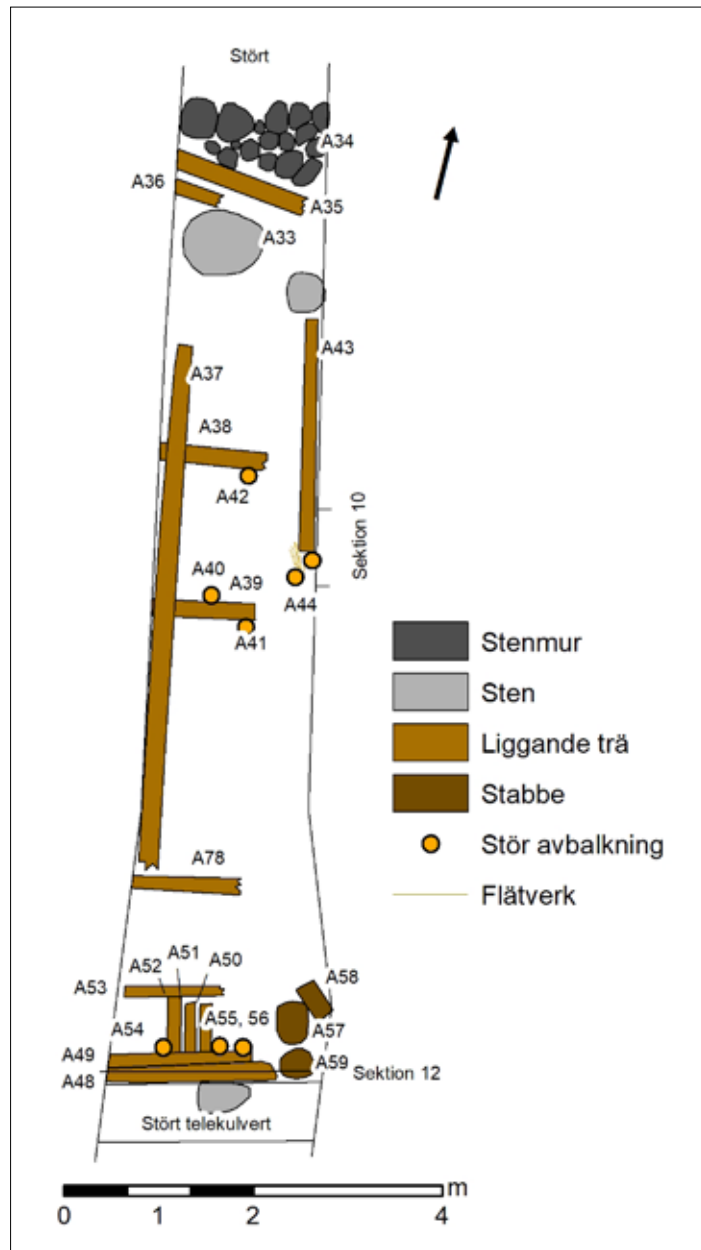 Stört
A34
A36
A35
A33
A43
A37
A38
A42
Sektion 10
A40
A39
A44
A41
Stenmur
Sten
Liggande trä
Stabbe
Stör avbalkning
Flätverk
A78
A51
A52
A50
A58
A53
A55, 56
A54
A57
A49
A59
A48
Sektion 12
Stört telekulvert
m
0
1
2
4